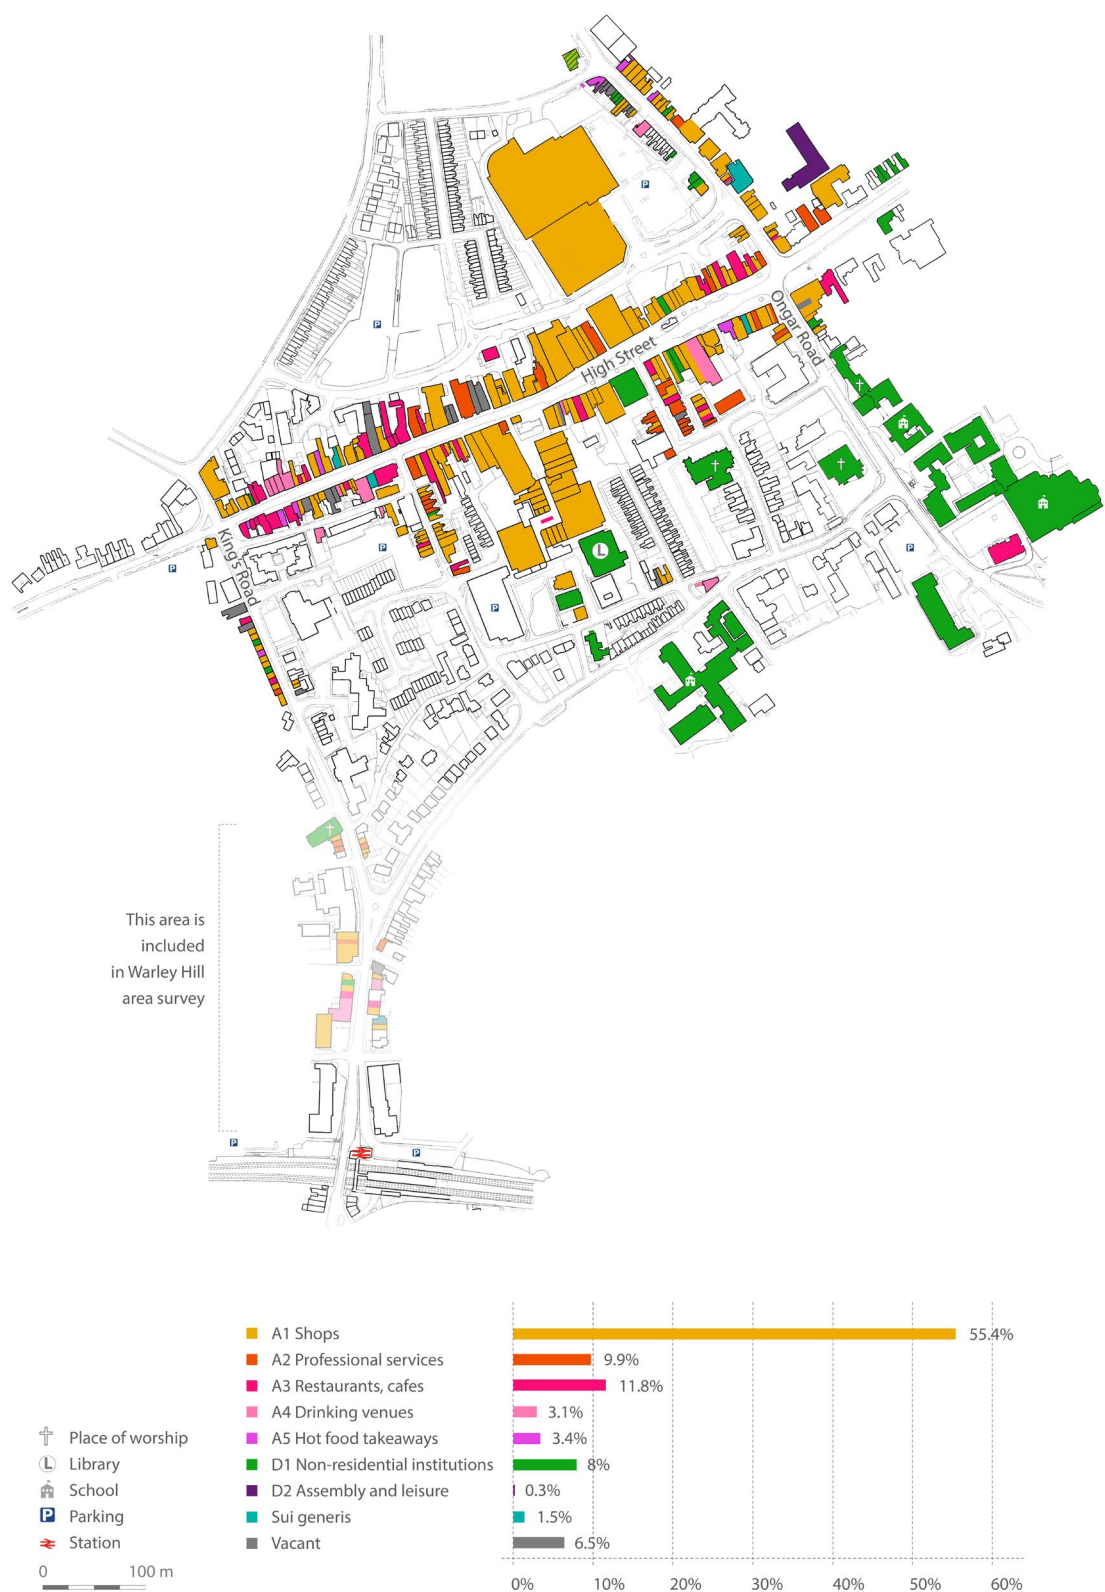 P
P
Ongar Road
High Street
King's Road
P
P
P
P
L
This area is
included
in Warley Hill
area survey
P
P
A1 Shops 55.4%
A2 Professional services 9.9%
A3 Restaurants, cafes 11.8%
A4 Drinking venues 3.1%
A5 Hot food takeaways 3.4%
D1 Non-residential institutions 8%
D2 Assembly and leisure 0.3%
Sui generis 1.5%
Vacant 6.5%
Place of worship
L Library
School
P Parking
Station
0 100 m
0% 10% 20% 30% 40% 50% 60%